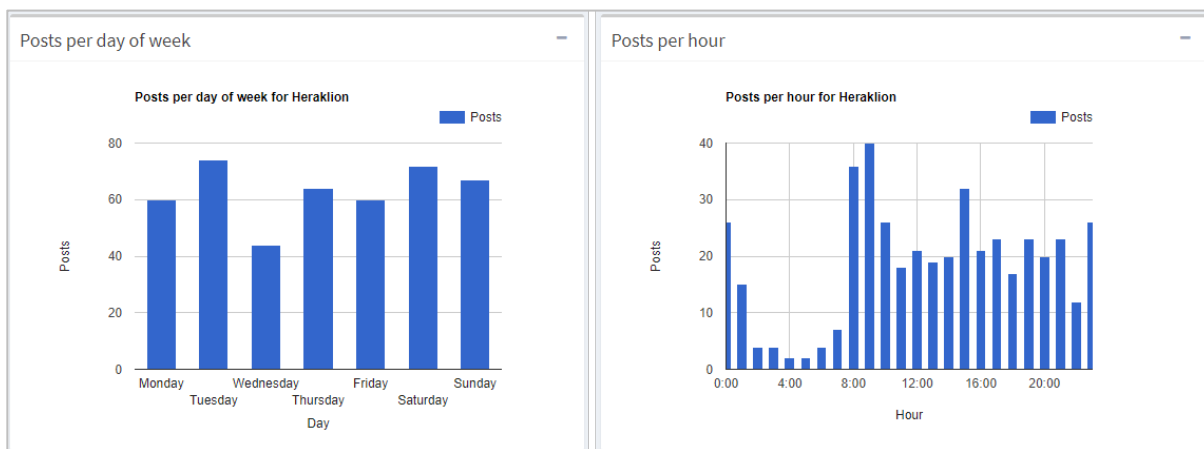 Posts per day of week
Posts per day of week for Heraklion
Posts
80
60
40
20
0
Posts
Monday
Tuesday
Wednesday
Thursday
Friday
Saturday
Sunday
Day
Posts per hour
Posts per hour for Heraklion
Posts
40
30
20
10
0
Posts
0:00
4:00
8:00
12:00
16:00
20:00
Hour